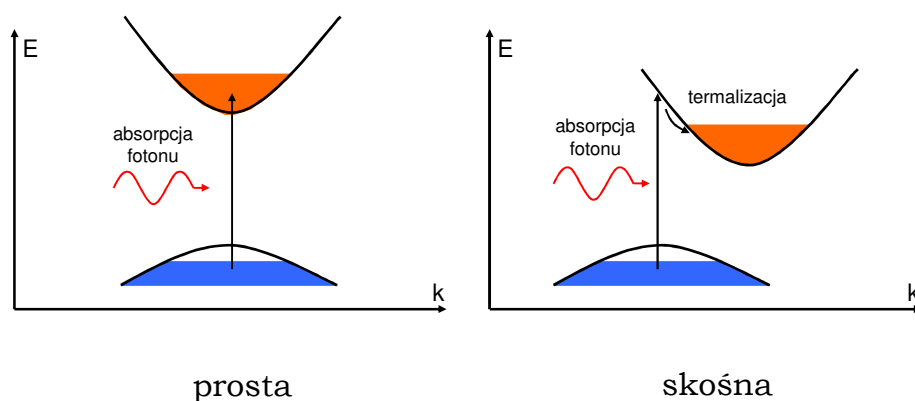 E
absorpcja
fotonu
k
prosta
E
termalizacja
absorpcja
fotonu
k
skośna